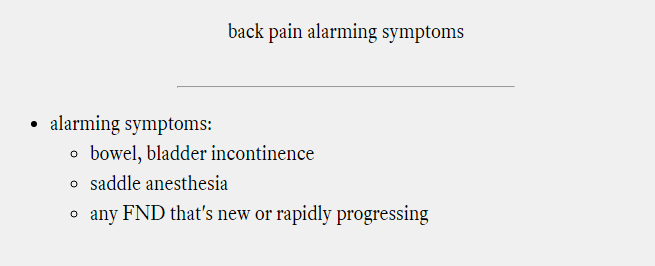 back pain alarming symptoms
alarming symptoms:
bowel, bladder incontinence
saddle anesthesia
any FND that's new or rapidly progressing